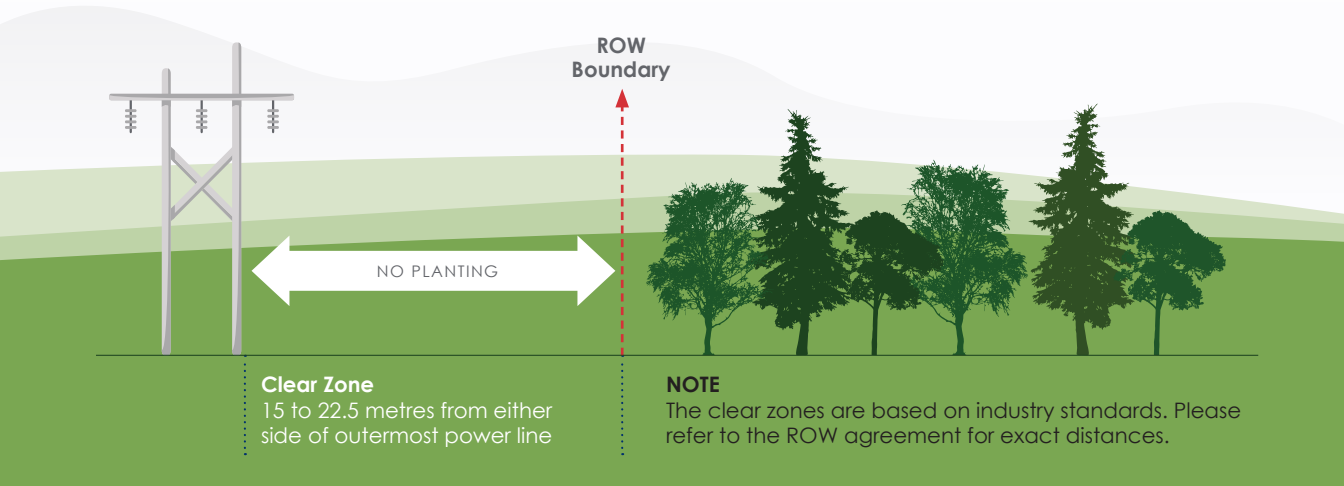 ROW
Boundary
NO PLANTING
Clear Zone
15 to 22.5 metres from either
side of outermost power line
NOTE
The clear zones are based on industry standards. Please
refer to the ROW agreement for exact distances.